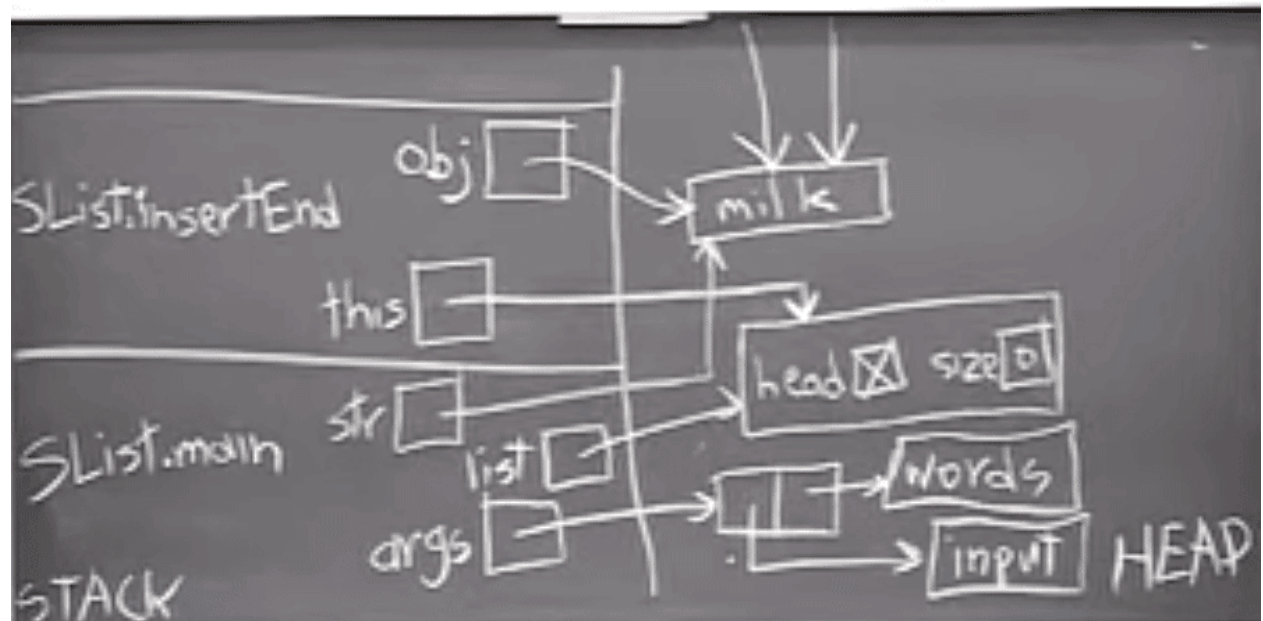 obj
milk
SList.insertEnd
this
head size 0
str
SList.main
list
words
args
input
HEAP
STACK